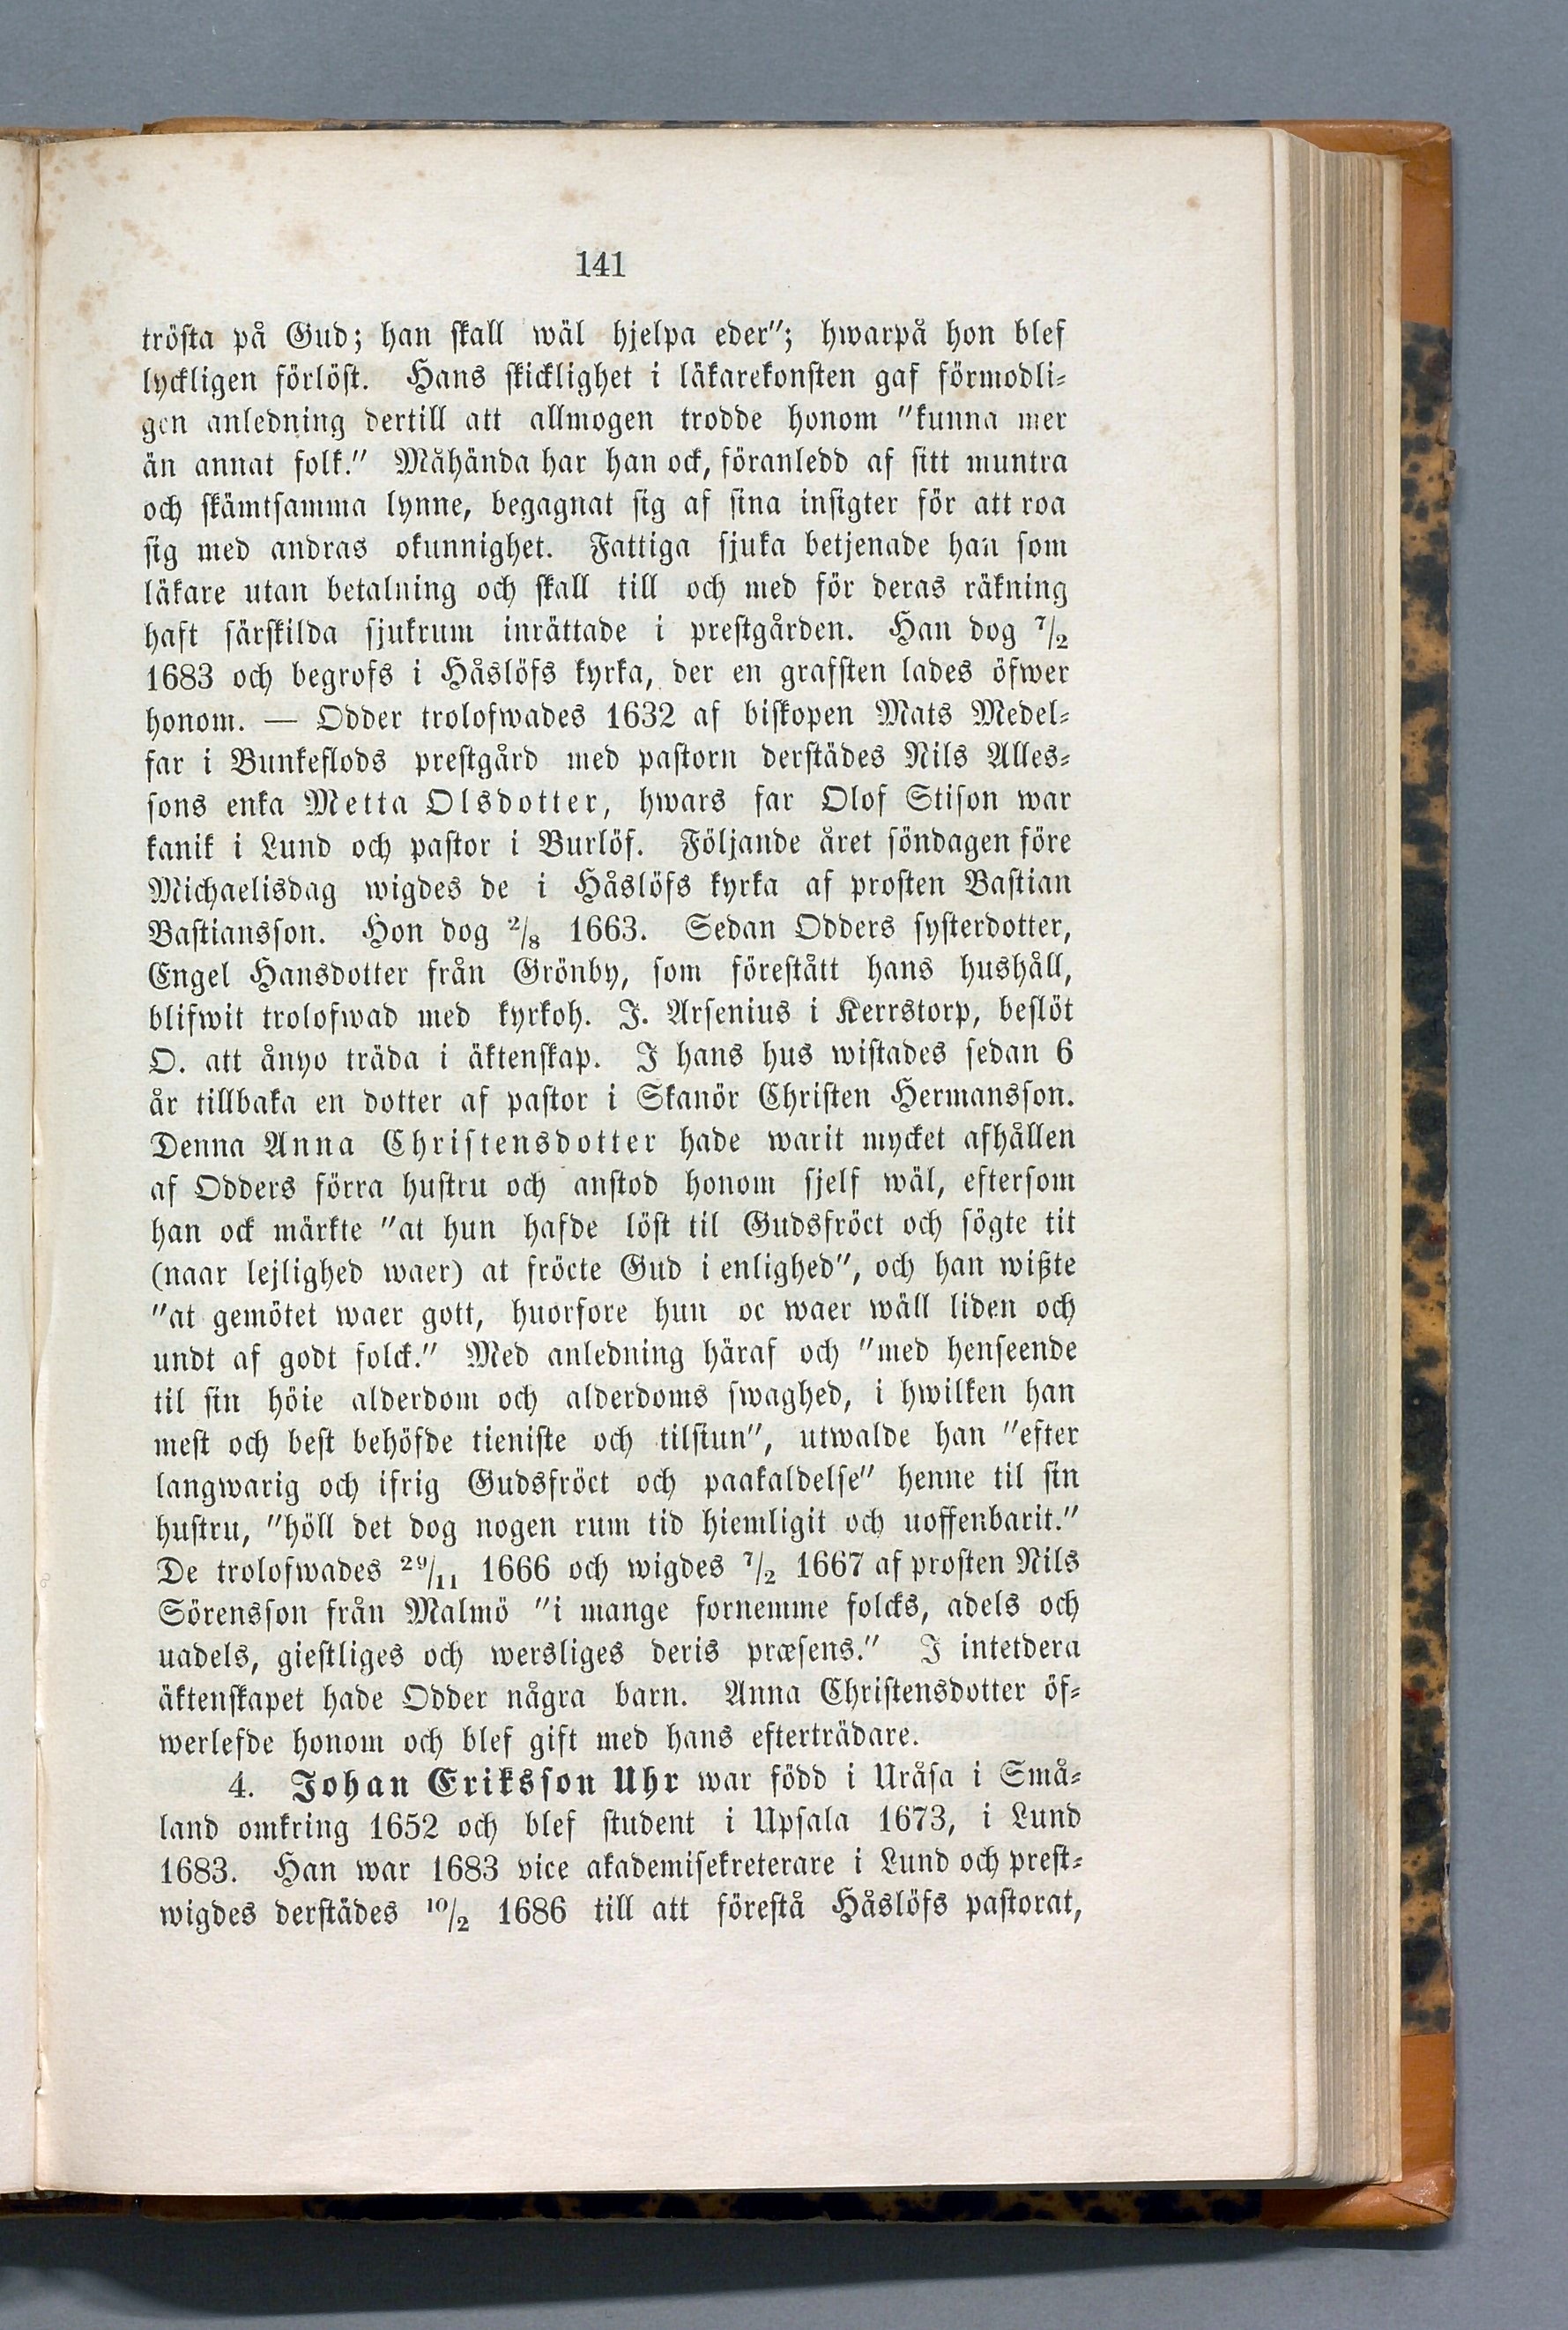 141
trösta på Gud; han skall wäl hjelpa eder"; hwarpå hon blef
lyckligen förlöst. Hans skicklighet i läkarekonsten gaf förmodli-
gen anledning dertill att allmogen trodde honom "kunna mer
än annat folk." Måhända har han ock, föranledd af sitt muntra
och skämtsamma lynne, begagnat sig af sina insigter för att roa
sig med andras okunnighet. Fattiga sjuka betjenade han som
läkare utan betalning och skall till och med för deras räkning
haft särskilda sjukrum inrättade i prestgården. Han dog 7/2
1683 och begrofs i Håslöfs kyrka, der en grafsten lades öfwer
honom. — Odder trolofwades 1632 af biskopen Mats Medel-
far i Bunkeflods prestgård med pastorn derstädes Nils Alles-
sons enka Metta Olsdotter, hwars far Olof Stison war
kanik i Lund och pastor i Burlöf. Följande året söndagen före
Michaelisdag wigdes de i Håslöfs kyrka af prosten Bastian
Bastiansson. Hon dog 2/8 1663. Sedan Odders systerdotter,
Engel Hansdotter från Grönby, som förestått hans hushåll,
blifwit trolofwad med kyrkoh. J. Arsenius i Kerrstorp, beslöt
O. att ånyo träda i äktenskap. I hans hus wistades sedan 6
år tillbaka en dotter af pastor i Skanör Christen Hermansson.
Denna Anna Christensdotter hade warit mycket afhållen
af Odders förra hustru och anstod honom sjelf wäl, eftersom
han ock märkte "at hun hafde löst til Gudsfröct och sögte tit
(naar lejlighed waer) at fröcte Gud i enlighed", och han wißte
"at gemötet waer gott, huorfore hun oc waer wäll liden och
undt af godt folck." Med anledning häraf och "med henseende
til sin höie alderdom och alderdoms swaghed, i hwilken han
mest och best behöfde tieniste och tilsiun", utwalde han "efter
langwarig och ifrig Gudsfröct och paakaldelse" henne til sin
hustru, "höll det dog nogen rum tid hiemligit och uoffenbarit."
De trolofwades 29/11 1666 och wigdes 7/2 1667 af prosten Nils
Sörensson från Malmö "i mange fornemme folcks, adels och
uadels, giestliges och wersliges deris præsens." I intetdera
äktenskapet hade Odder några barn. Anna Christensdotter öf-
werlefde honom och blef gift med hans efterträdare.
4. Johan Eriksson Uhr war född i Uråsa i Små-
land omkring 1652 och blef student i Upsala 1673, i Lund
1683. Han war 1683 vice akademisekreterare i Lund och prest-
wigdes derstädes 10/2 1686 till att förestå Håslöfs pastorat,